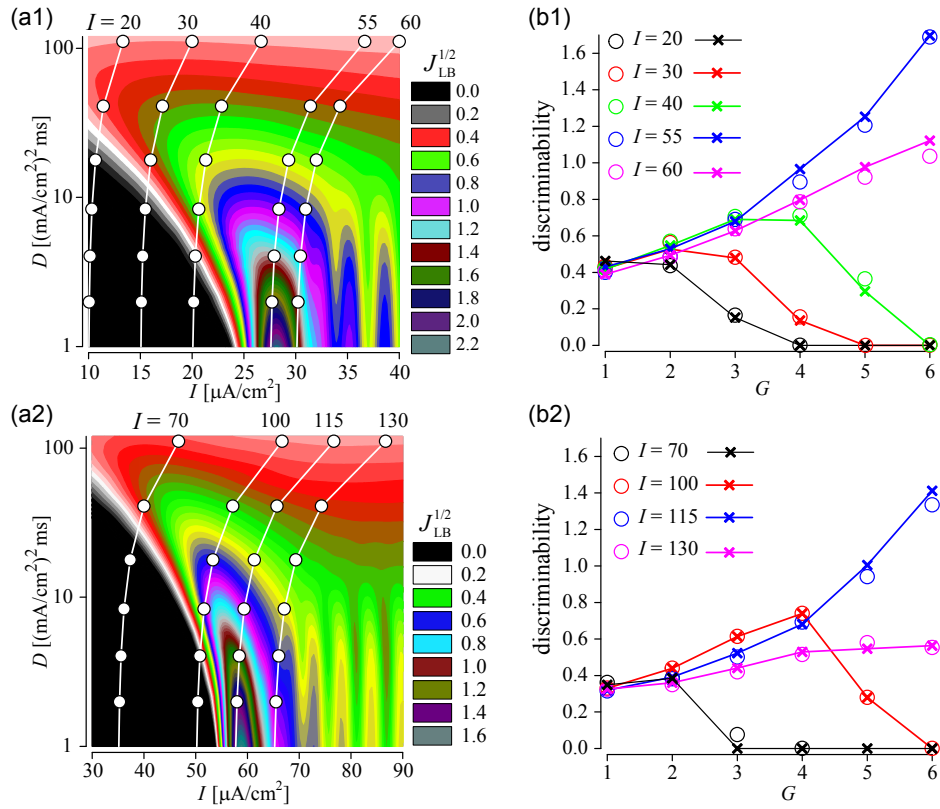 (a1)
I = 20 30 40 55 60
100
10
1
D [(mA/cm²)² ms]
10 15 20 25 30 35 40
I [µA/cm²]
J_LB^1/2
0.0
0.2
0.4
0.6
0.8
1.0
1.2
1.4
1.6
1.8
2.0
2.2
(b1)
discriminability
1.6
1.4
1.2
1.0
0.8
0.6
0.4
0.2
0.0
I = 20
I = 30
I = 40
I = 55
I = 60
1 2 3 4 5 6
G
(a2)
I = 70 100 115 130
100
10
1
D [(mA/cm²)² ms]
30 40 50 60 70 80 90
I [µA/cm²]
J_LB^1/2
0.0
0.2
0.4
0.6
0.8
1.0
1.2
1.4
1.6
(b2)
discriminability
1.6
1.4
1.2
1.0
0.8
0.6
0.4
0.2
0.0
I = 70
I = 100
I = 115
I = 130
1 2 3 4 5 6
G